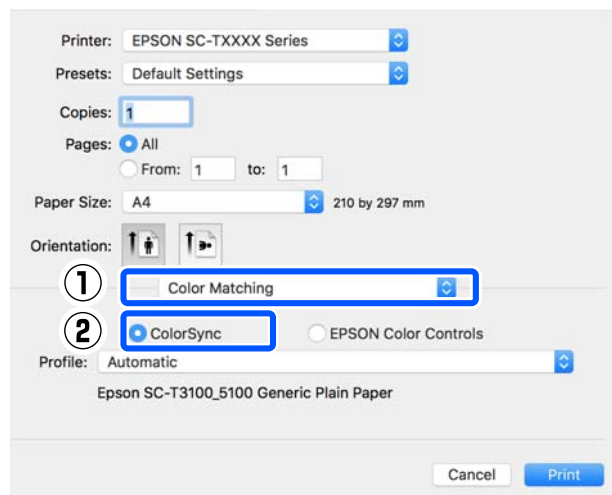 Printer: EPSON SC-TXXXX Series
Presets: Default Settings
Copies: 1
Pages: All
From: 1 to: 1
Paper Size: A4 210 by 297 mm
Orientation:
① Color Matching
② ColorSync EPSON Color Controls
Profile: Automatic
Epson SC-T3100_5100 Generic Plain Paper
Cancel Print